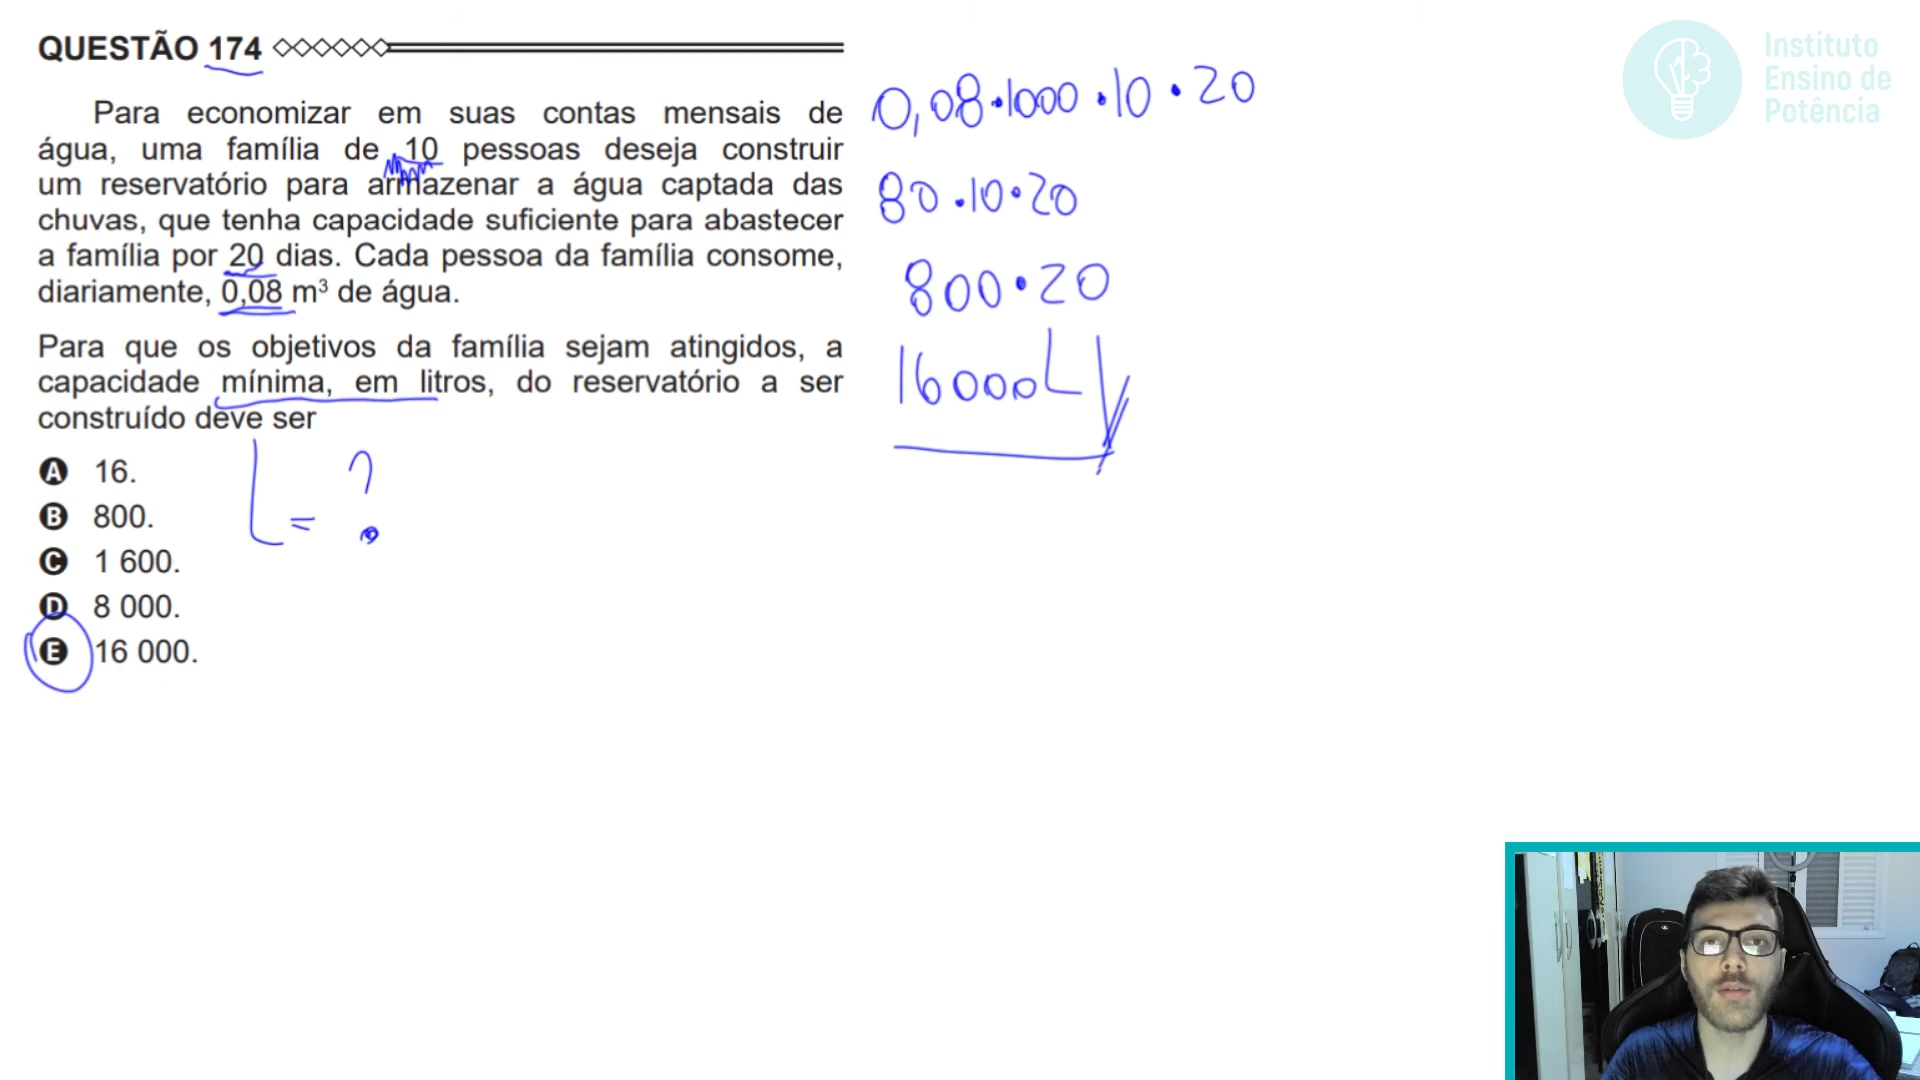 QUESTÃO 174
Para economizar em suas contas mensais de
água, uma família de 10 pessoas deseja construir
um reservatório para armazenar a água captada das
chuvas, que tenha capacidade suficiente para abastecer
a família por 20 dias. Cada pessoa da família consome,
diariamente, 0,08 m³ de água.
Para que os objetivos da família sejam atingidos, a
capacidade mínima, em litros, do reservatório a ser
construído deve ser
A 16.
B 800.
C 1 600.
D 8 000.
E 16 000.
L = ?
0,08·1000·10·20
80·10·20
800·20
16000L
Instituto
Ensino de
Potência